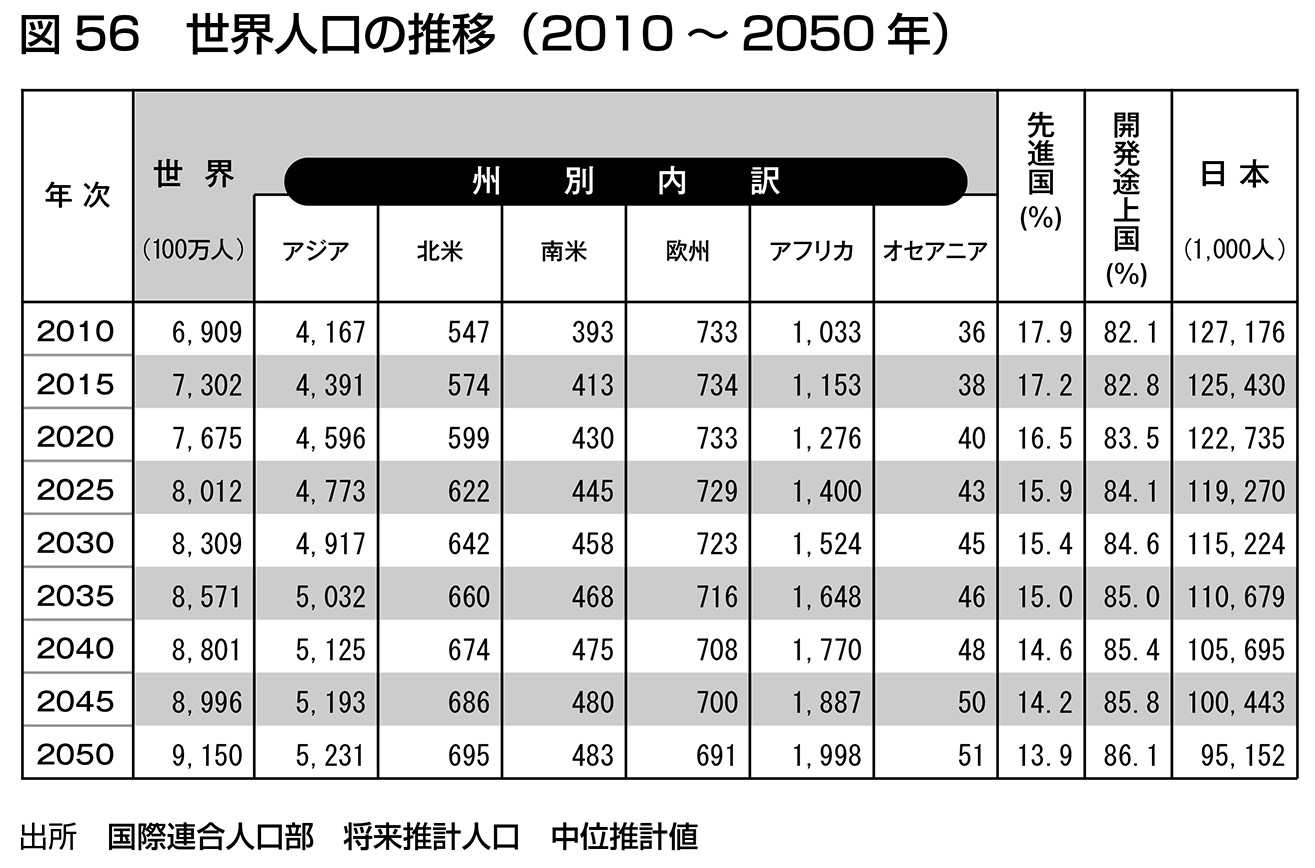 図56 世界人口の推移(2010～2050年)
年次 世界 (100万人) 州別内訳 先進国(%) 開発途上国(%) 日本 (1,000人)
アジア 北米 南米 欧州 アフリカ オセアニア
2010 6,909 4,167 547 393 733 1,033 36 17.9 82.1 127,176
2015 7,302 4,391 574 413 734 1,153 38 17.2 82.8 125,430
2020 7,675 4,596 599 430 733 1,276 40 16.5 83.5 122,735
2025 8,012 4,773 622 445 729 1,400 43 15.9 84.1 119,270
2030 8,309 4,917 642 458 723 1,524 45 15.4 84.6 115,224
2035 8,571 5,032 660 468 716 1,648 46 15.0 85.0 110,679
2040 8,801 5,125 674 475 708 1,770 48 14.6 85.4 105,695
2045 8,996 5,193 686 480 700 1,887 50 14.2 85.8 100,443
2050 9,150 5,231 695 483 691 1,998 51 13.9 86.1 95,152
出所 国際連合人口部 将来推計人口 中位推計値